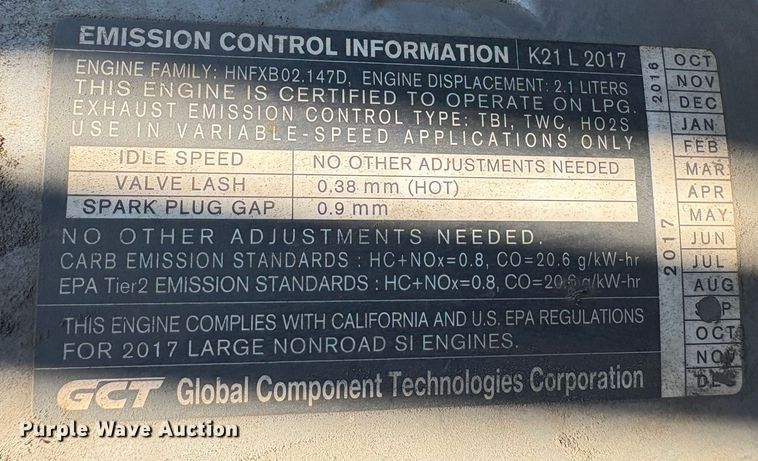 EMISSION CONTROL INFORMATION K21 L 2017
ENGINE FAMILY: HNFXB02.147D, ENGINE DISPLACEMENT: 2.1 LITERS
THIS ENGINE IS CERTIFIED TO OPERATE ON LPG.
EXHAUST EMISSION CONTROL TYPE: TBI, TWC, HO2S
USE IN VARIABLE-SPEED APPLICATIONS ONLY
IDLE SPEED NO OTHER ADJUSTMENTS NEEDED
VALVE LASH 0.38 mm (HOT)
SPARK PLUG GAP 0.9 mm
NO OTHER ADJUSTMENTS NEEDED.
CARB EMISSION STANDARDS : HC+NOx=0.8, CO=20.6 g/kW-hr
EPA Tier2 EMISSION STANDARDS : HC+NOx=0.8, CO=20.6 g/kW-hr
THIS ENGINE COMPLIES WITH CALIFORNIA AND U.S. EPA REGULATIONS
FOR 2017 LARGE NONROAD SI ENGINES.
GCT Global Component Technologies Corporation
2016
OCT
NOV
DEC
2017
JAN
FEB
MAR
APR
MAY
JUN
JUL
AUG
SEP
OCT
NOV
DEC
Purple Wave Auction